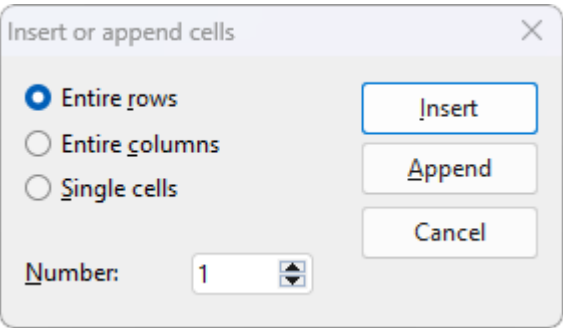 Insert or append cells
Entire rows
Insert
Entire columns
Append
Single cells
Cancel
Number: 1